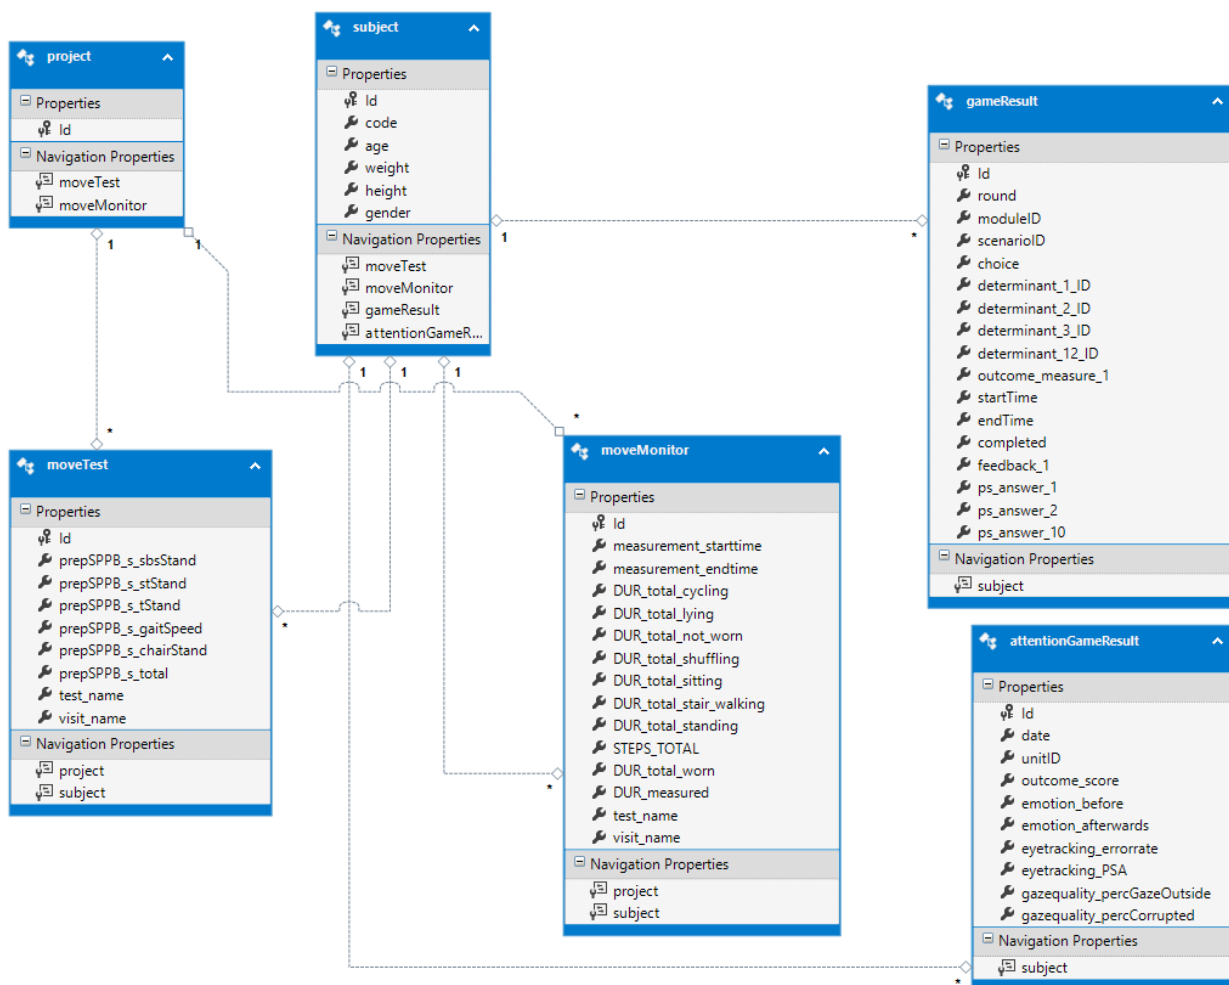 project
Properties
Id
Navigation Properties
moveTest
moveMonitor
1
1
subject
Properties
Id
code
age
weight
height
gender
Navigation Properties
moveTest
moveMonitor
gameResult
attentionGameR...
1
1
1
1
*
gameResult
Properties
Id
round
moduleID
scenarioID
choice
determinant_1_ID
determinant_2_ID
determinant_3_ID
determinant_12_ID
outcome_measure_1
startTime
endTime
completed
feedback_1
ps_answer_1
ps_answer_2
ps_answer_10
Navigation Properties
subject
*
moveTest
Properties
Id
prepSPPB_s_sbsStand
prepSPPB_s_stStand
prepSPPB_s_tStand
prepSPPB_s_gaitSpeed
prepSPPB_s_chairStand
prepSPPB_s_total
test_name
visit_name
Navigation Properties
project
subject
*
*
moveMonitor
Properties
Id
measurement_starttime
measurement_endtime
DUR_total_cycling
DUR_total_lying
DUR_total_not_worn
DUR_total_shuffling
DUR_total_sitting
DUR_total_stair_walking
DUR_total_standing
STEPS_TOTAL
DUR_total_worn
DUR_measured
test_name
visit_name
Navigation Properties
project
subject
*
attentionGameResult
Properties
Id
date
unitID
outcome_score
emotion_before
emotion_afterwards
eyetracking_errorrate
eyetracking_PSA
gazequality_percGazeOutside
gazequality_percCorrupted
Navigation Properties
subject
*